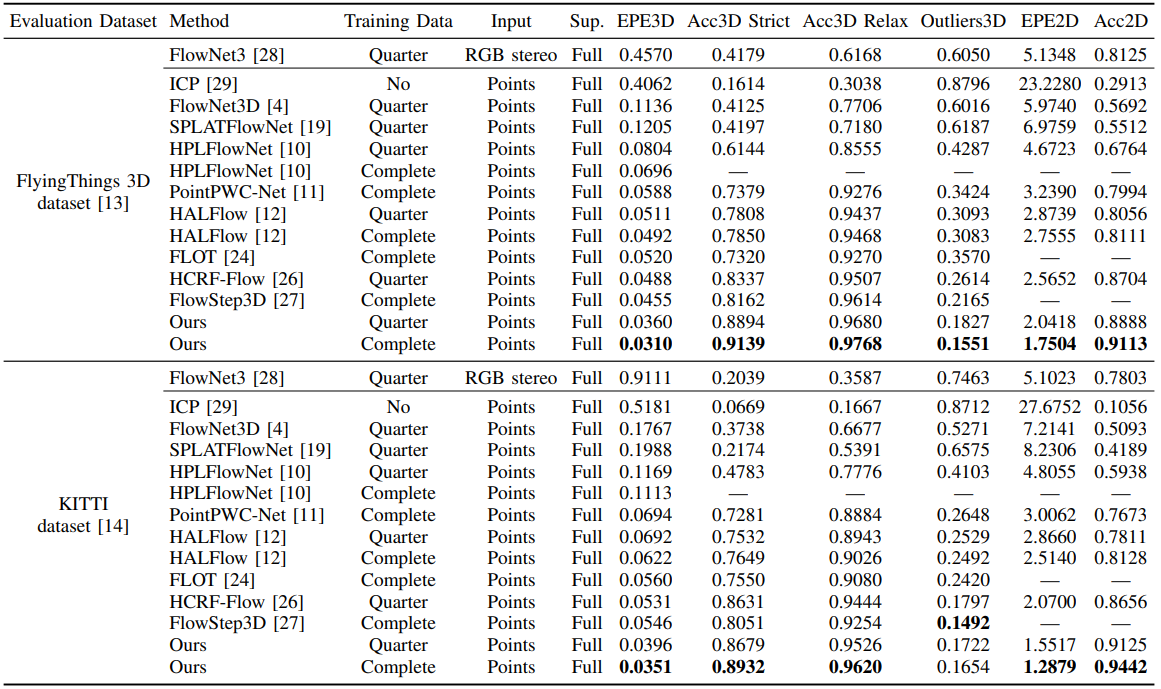 Evaluation Dataset Method Training Data Input Sup. EPE3D Acc3D Strict Acc3D Relax Outliers3D EPE2D Acc2D
FlowNet3 [28] Quarter RGB stereo Full 0.4570 0.4179 0.6168 0.6050 5.1348 0.8125
ICP [29] No Points Full 0.4062 0.1614 0.3038 0.8796 23.2280 0.2913
FlowNet3D [4] Quarter Points Full 0.1136 0.4125 0.7706 0.6016 5.9740 0.5692
SPLATFlowNet [19] Quarter Points Full 0.1205 0.4197 0.7180 0.6187 6.9759 0.5512
HPLFlowNet [10] Quarter Points Full 0.0804 0.6144 0.8555 0.4287 4.6723 0.6764
HPLFlowNet [10] Complete Points Full 0.0696 — — — — —
FlyingThings 3D
dataset [13]
PointPWC-Net [11] Complete Points Full 0.0588 0.7379 0.9276 0.3424 3.2390 0.7994
HALFlow [12] Quarter Points Full 0.0511 0.7808 0.9437 0.3093 2.8739 0.8056
HALFlow [12] Complete Points Full 0.0492 0.7850 0.9468 0.3083 2.7555 0.8111
FLOT [24] Complete Points Full 0.0520 0.7320 0.9270 0.3570 — —
HCRF-Flow [26] Quarter Points Full 0.0488 0.8337 0.9507 0.2614 2.5652 0.8704
FlowStep3D [27] Complete Points Full 0.0455 0.8162 0.9614 0.2165 — —
Ours Quarter Points Full 0.0360 0.8894 0.9680 0.1827 2.0418 0.8888
Ours Complete Points Full 0.0310 0.9139 0.9768 0.1551 1.7504 0.9113
FlowNet3 [28] Quarter RGB stereo Full 0.9111 0.2039 0.3587 0.7463 5.1023 0.7803
ICP [29] No Points Full 0.5181 0.0669 0.1667 0.8712 27.6752 0.1056
FlowNet3D [4] Quarter Points Full 0.1767 0.3738 0.6677 0.5271 7.2141 0.5093
SPLATFlowNet [19] Quarter Points Full 0.1988 0.2174 0.5391 0.6575 8.2306 0.4189
HPLFlowNet [10] Quarter Points Full 0.1169 0.4783 0.7776 0.4103 4.8055 0.5938
HPLFlowNet [10] Complete Points Full 0.1113 — — — — —
KITTI
dataset [14]
PointPWC-Net [11] Complete Points Full 0.0694 0.7281 0.8884 0.2648 3.0062 0.7673
HALFlow [12] Quarter Points Full 0.0692 0.7532 0.8943 0.2529 2.8660 0.7811
HALFlow [12] Complete Points Full 0.0622 0.7649 0.9026 0.2492 2.5140 0.8128
FLOT [24] Complete Points Full 0.0560 0.7550 0.9080 0.2420 — —
HCRF-Flow [26] Quarter Points Full 0.0531 0.8631 0.9444 0.1797 2.0700 0.8656
FlowStep3D [27] Complete Points Full 0.0546 0.8051 0.9254 0.1492 — —
Ours Quarter Points Full 0.0396 0.8679 0.9526 0.1722 1.5517 0.9125
Ours Complete Points Full 0.0351 0.8932 0.9620 0.1654 1.2879 0.9442